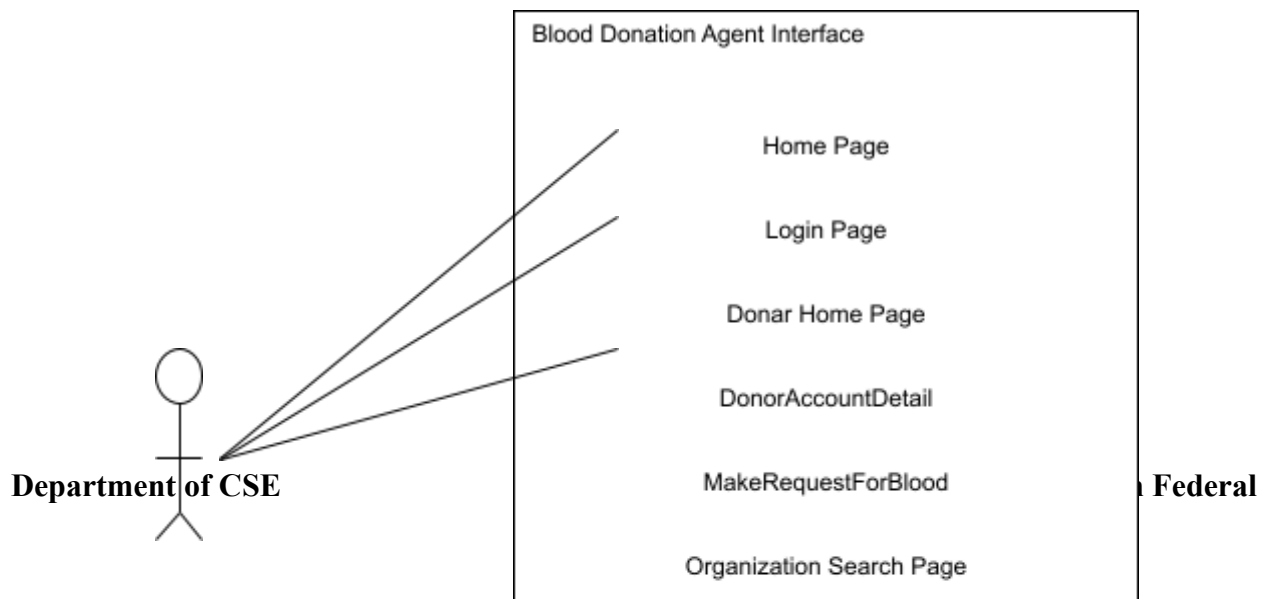 Blood Donation Agent Interface
Home Page
Login Page
Donar Home Page
DonorAccountDetail
Department of CSE
MakeRequestForBlood
Federal
Organization Search Page